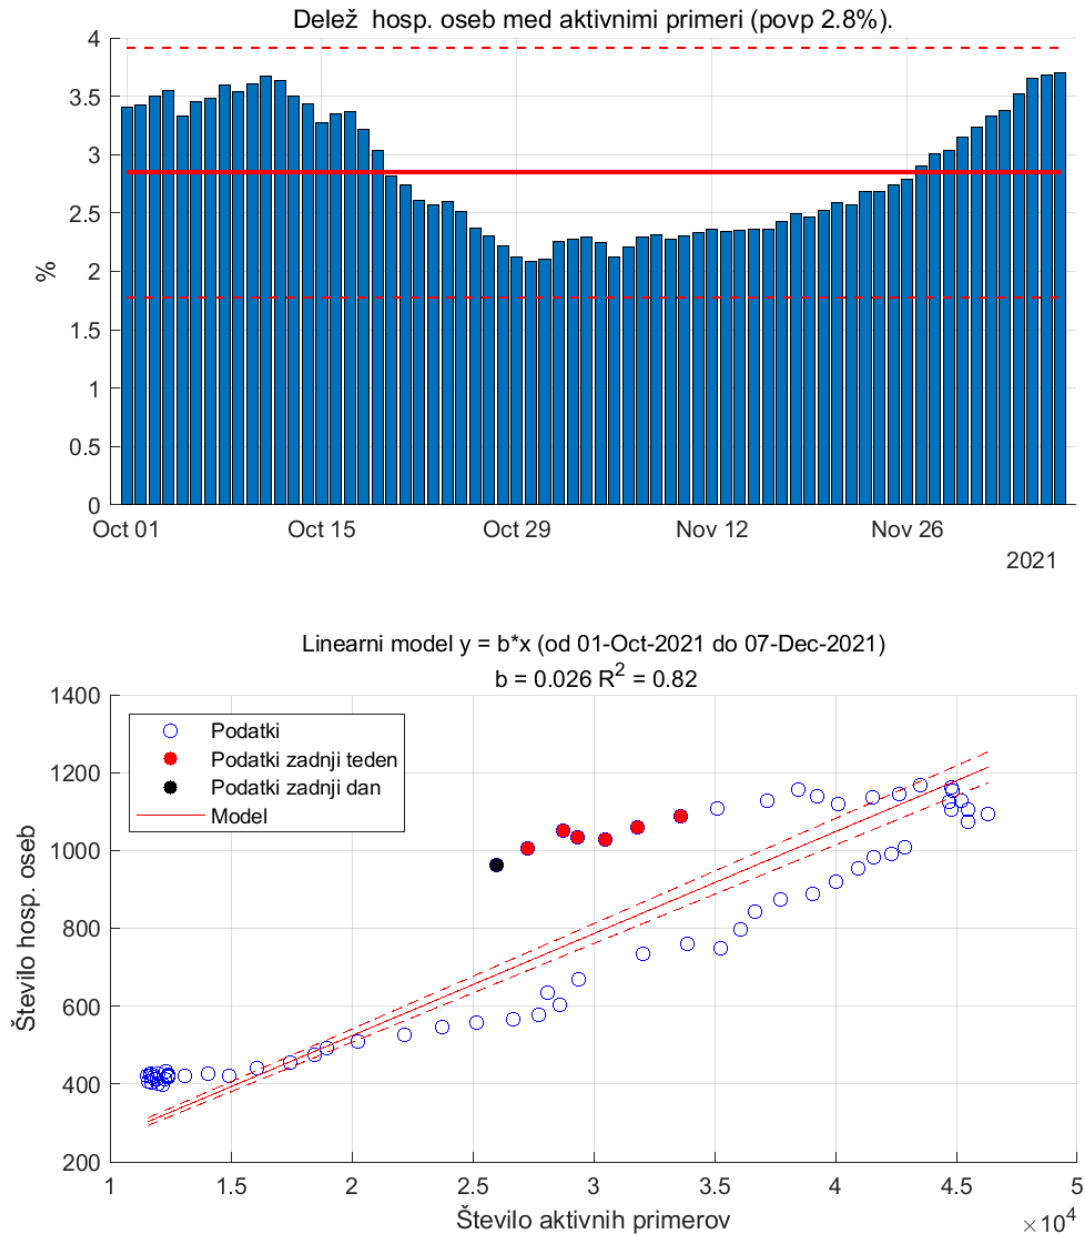 Delež  hosp. oseb med aktivnimi primeri (povp 2.8%).
4
3.5
3
2.5
2
1.5
1
0.5
0
%
Oct 01
Oct 15
Oct 29
Nov 12
Nov 26
2021
Linearni model y = b*x (od 01-Oct-2021 do 07-Dec-2021)
b = 0.026 R² = 0.82
1400
1200
1000
800
600
400
200
Število hosp. oseb
Podatki
Podatki zadnji teden
Podatki zadnji dan
Model
1
1.5
2
2.5
3
3.5
4
4.5
5
Število aktivnih primerov
×10⁴